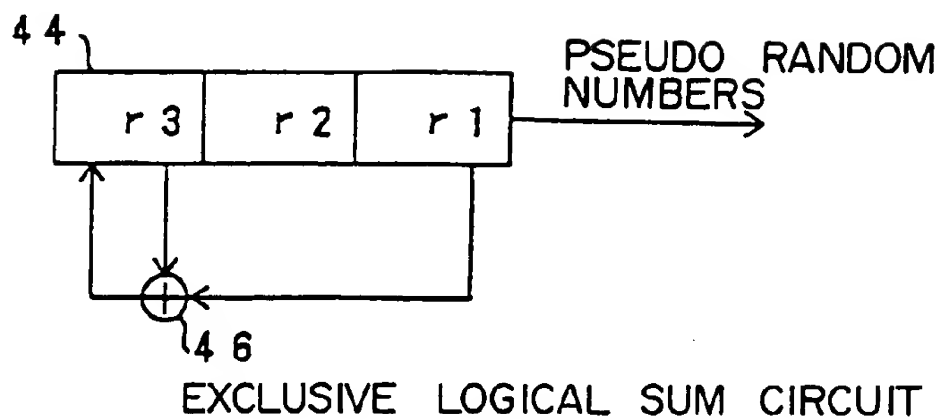 44
PSEUDO RANDOM
NUMBERS
r3 r2 r1
46
EXCLUSIVE LOGICAL SUM CIRCUIT